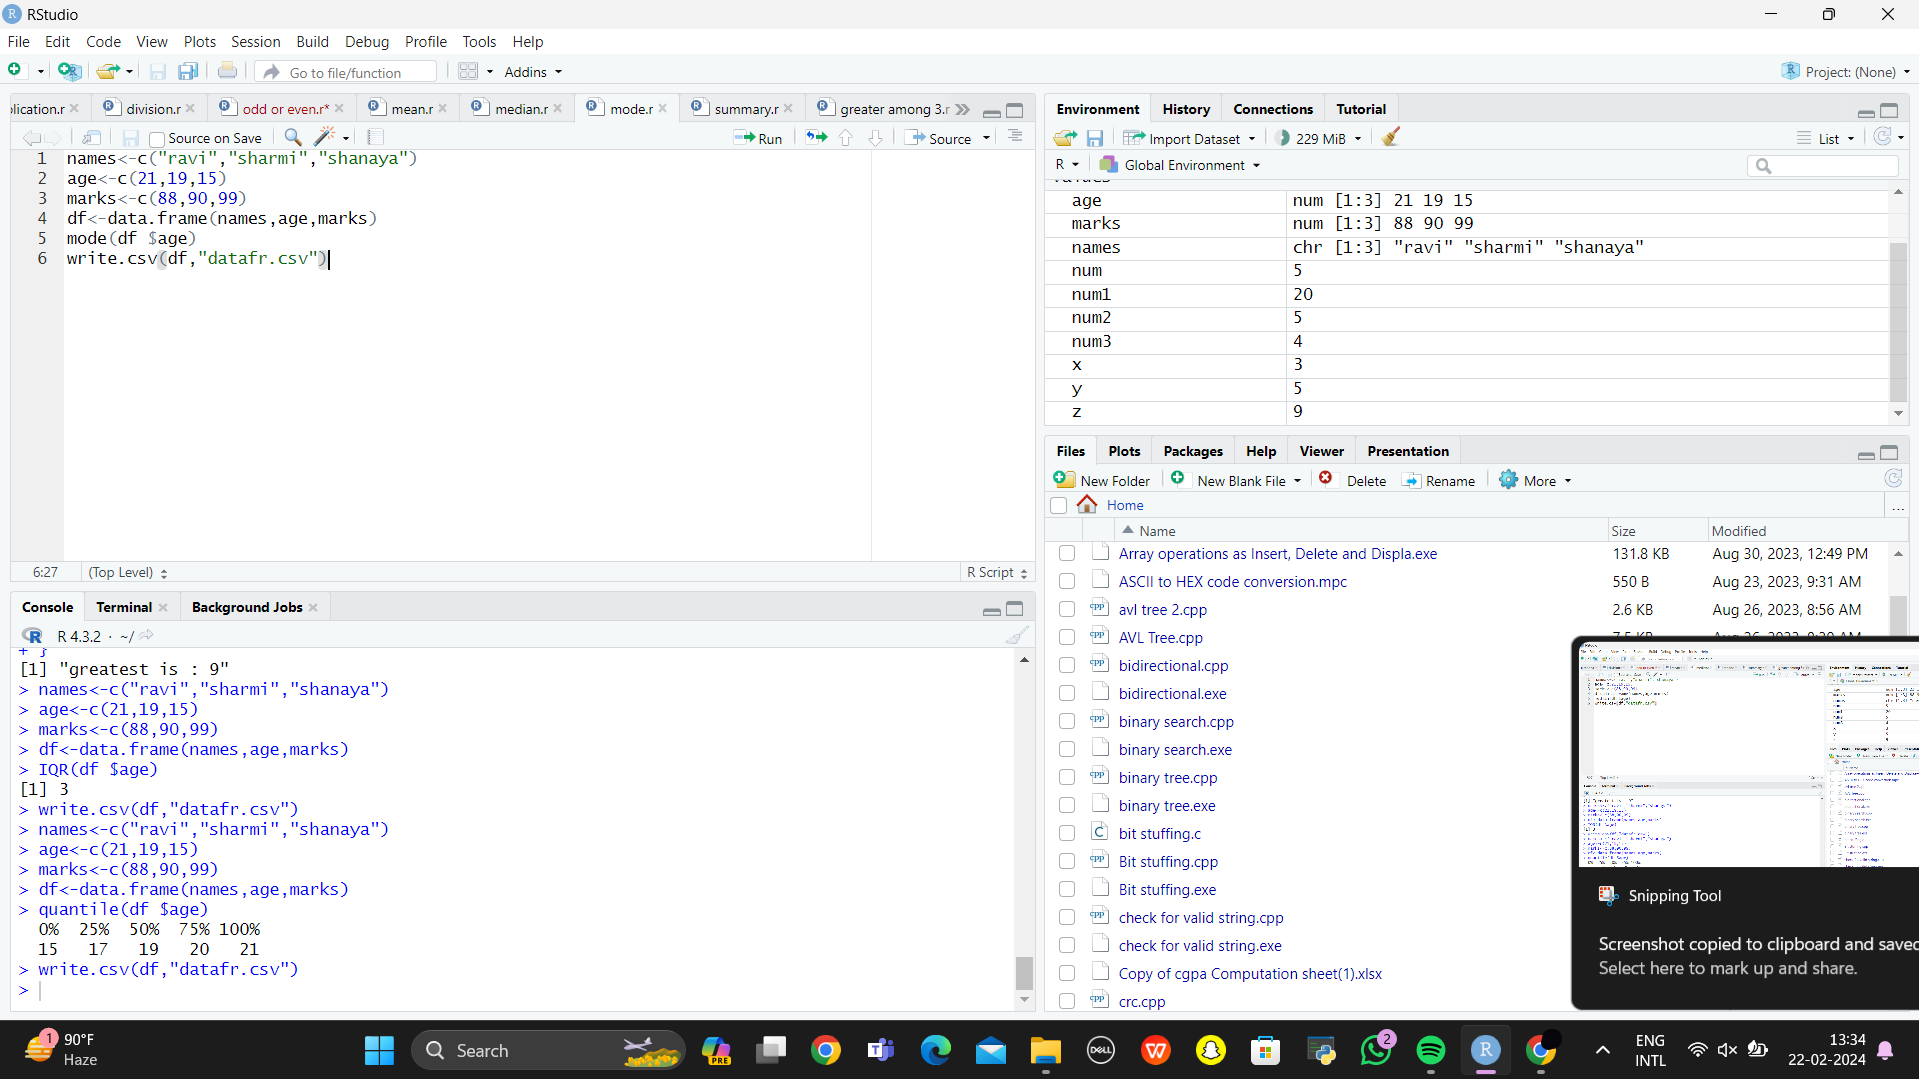 RStudio
File Edit Code View Plots Session Build Debug Profile Tools Help
Go to file/function Addins Project: (None)
lication.r division.r odd or even.r* mean.r median.r mode.r summary.r greater among 3.r
Source on Save Run Source
1 names<-c("ravi","sharmi","shanaya")
2 age<-c(21,19,15)
3 marks<-c(88,90,99)
4 df<-data.frame(names,age,marks)
5 mode(df $age)
6 write.csv(df,"datafr.csv")
6:27 (Top Level) R Script
Console Terminal Background Jobs
R 4.3.2 · ~/
+ }
[1] "greatest is : 9"
> names<-c("ravi","sharmi","shanaya")
> age<-c(21,19,15)
> marks<-c(88,90,99)
> df<-data.frame(names,age,marks)
> IQR(df $age)
[1] 3
> write.csv(df,"datafr.csv")
> names<-c("ravi","sharmi","shanaya")
> age<-c(21,19,15)
> marks<-c(88,90,99)
> df<-data.frame(names,age,marks)
> quantile(df $age)
0% 25% 50% 75% 100%
15 17 19 20 21
> write.csv(df,"datafr.csv")
>
Environment History Connections Tutorial
Import Dataset 229 MiB List
R Global Environment
age num [1:3] 21 19 15
marks num [1:3] 88 90 99
names chr [1:3] "ravi" "sharmi" "shanaya"
num 5
num1 20
num2 5
num3 4
x 3
y 5
z 9
Files Plots Packages Help Viewer Presentation
New Folder New Blank File Delete Rename More
Home ...
Name Size Modified
Array operations as Insert, Delete and Displa.exe 131.8 KB Aug 30, 2023, 12:49 PM
ASCII to HEX code conversion.mpc 550 B Aug 23, 2023, 9:31 AM
avl tree 2.cpp 2.6 KB Aug 26, 2023, 8:56 AM
AVL Tree.cpp
bidirectional.cpp
bidirectional.exe
binary search.cpp
binary search.exe
binary tree.cpp
binary tree.exe
bit stuffing.c
Bit stuffing.cpp
Bit stuffing.exe
check for valid string.cpp
check for valid string.exe
Copy of cgpa Computation sheet(1).xlsx
crc.cpp
Snipping Tool
Screenshot copied to clipboard and saved
Select here to mark up and share.
1 90°F
Haze
Search
PRE
DELL
2
ENG
INTL
13:34
22-02-2024